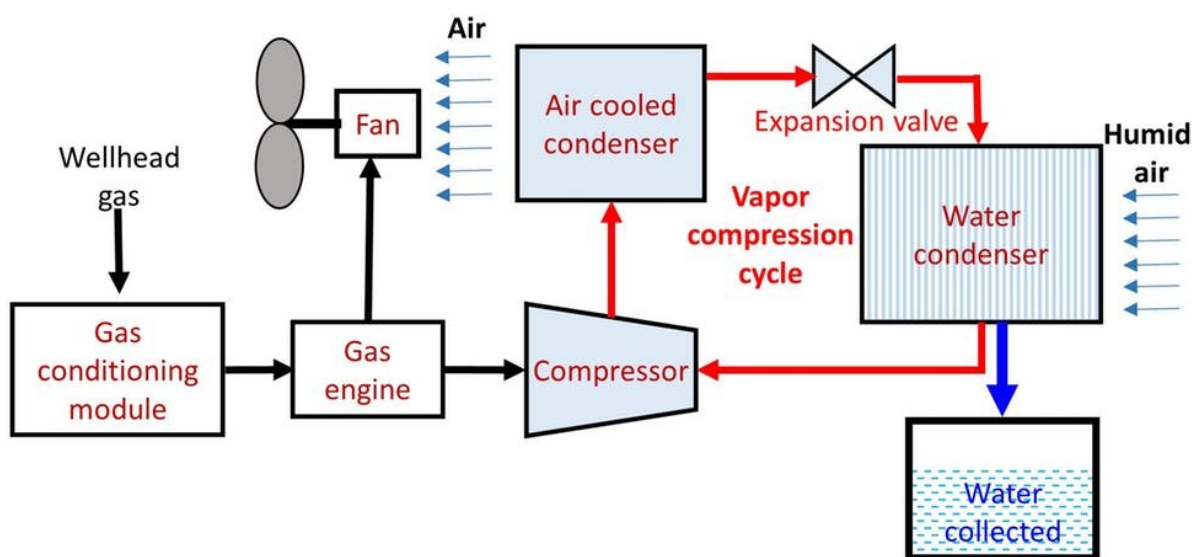 Air
Fan
Air cooled
condenser
Expansion valve
Humid
air
Wellhead
gas
Vapor
compression
cycle
Water
condenser
Gas
conditioning
module
Gas
engine
Compressor
Water
collected